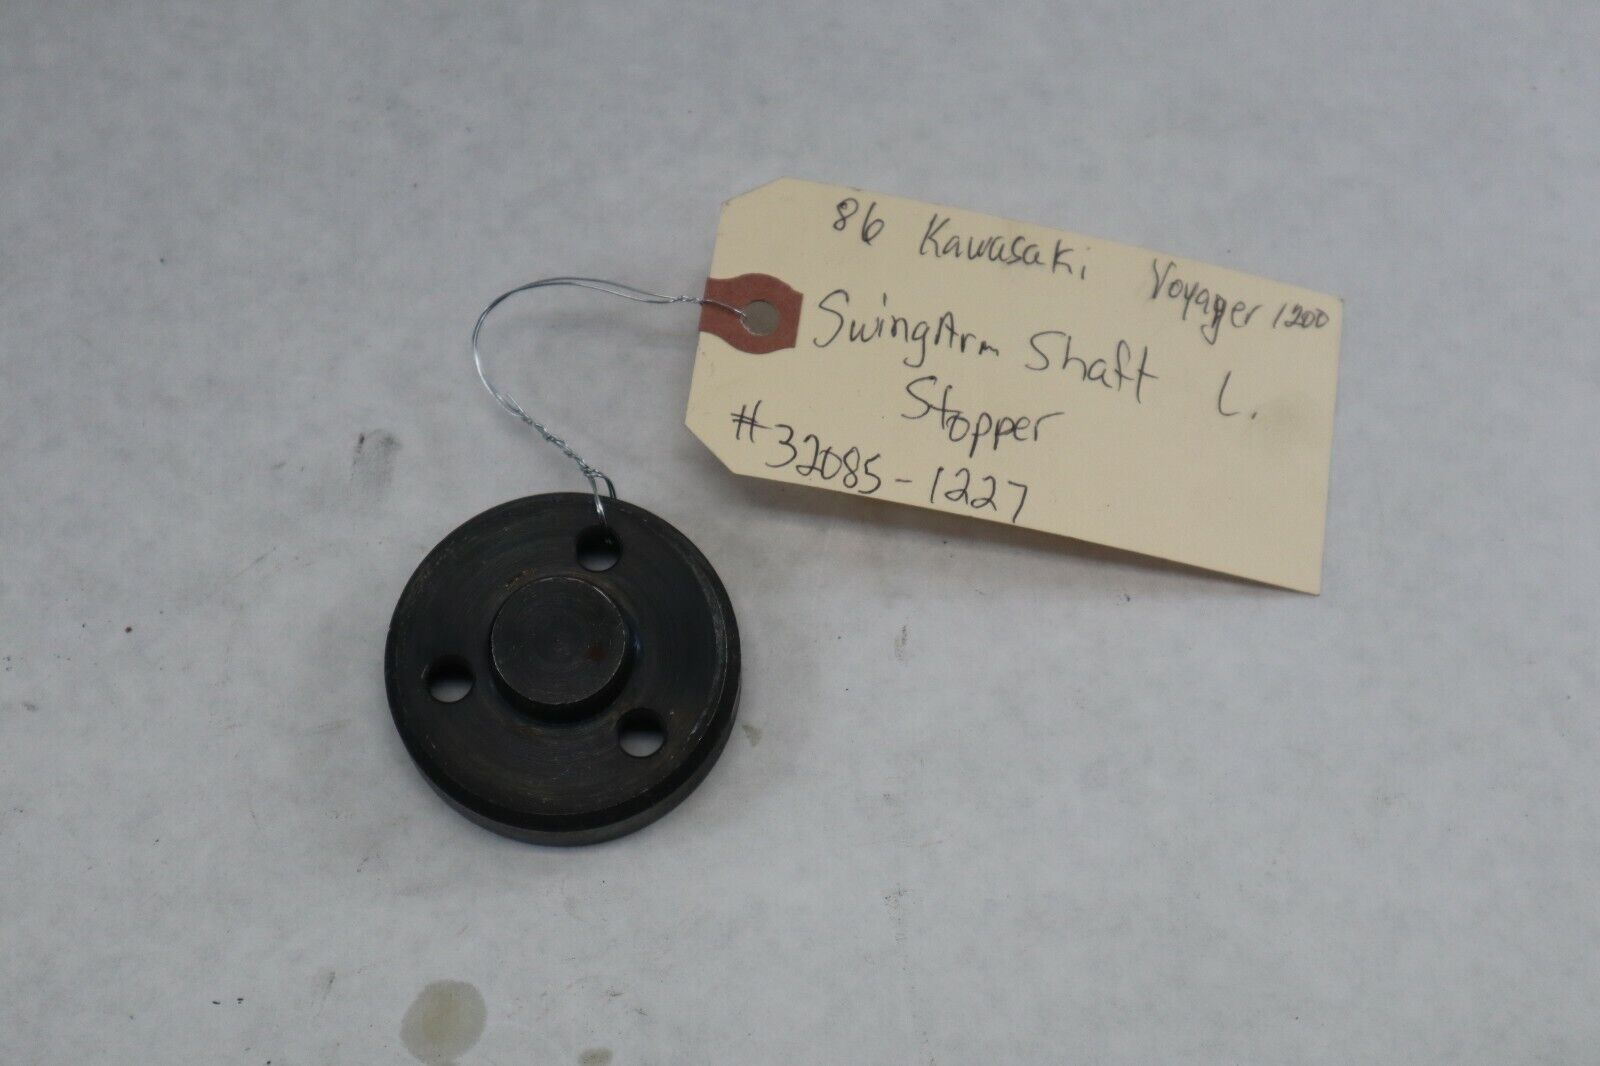 86 Kawasaki Voyager 1200
SwingArm Shaft L.
Stopper
#32085-1227